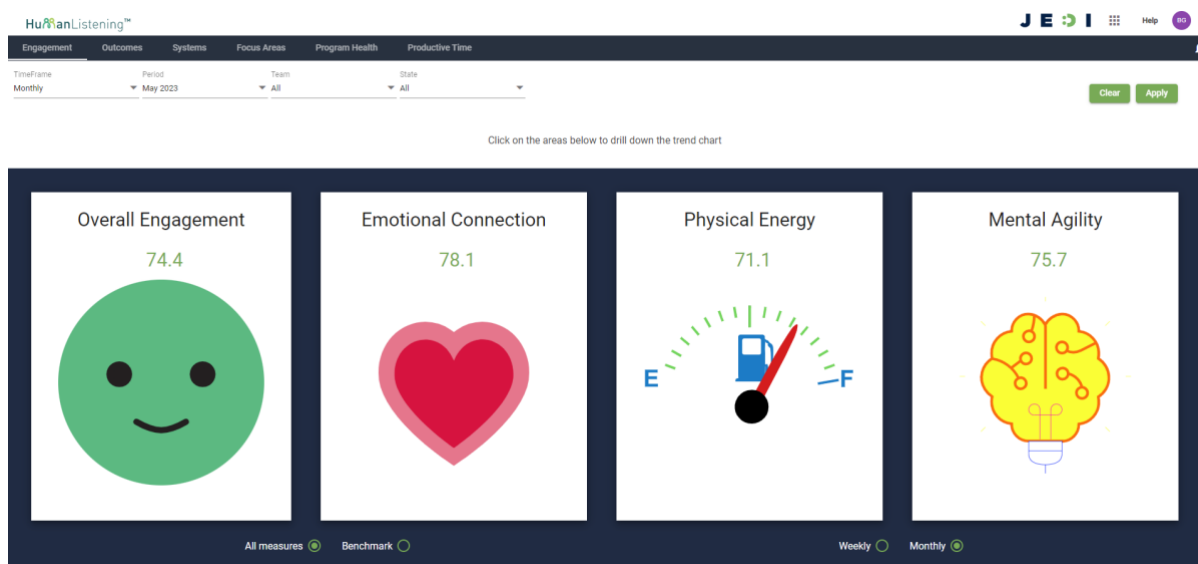 HumanListening™
JEDI
Help
BG
Engagement Outcomes Systems Focus Areas Program Health Productive Time
TimeFrame Period Team State
Monthly May 2023 All All
Clear Apply
Click on the areas below to drill down the trend chart
Overall Engagement Emotional Connection Physical Energy Mental Agility
74.4 78.1 71.1 75.7
E F
All measures Benchmark Weekly Monthly